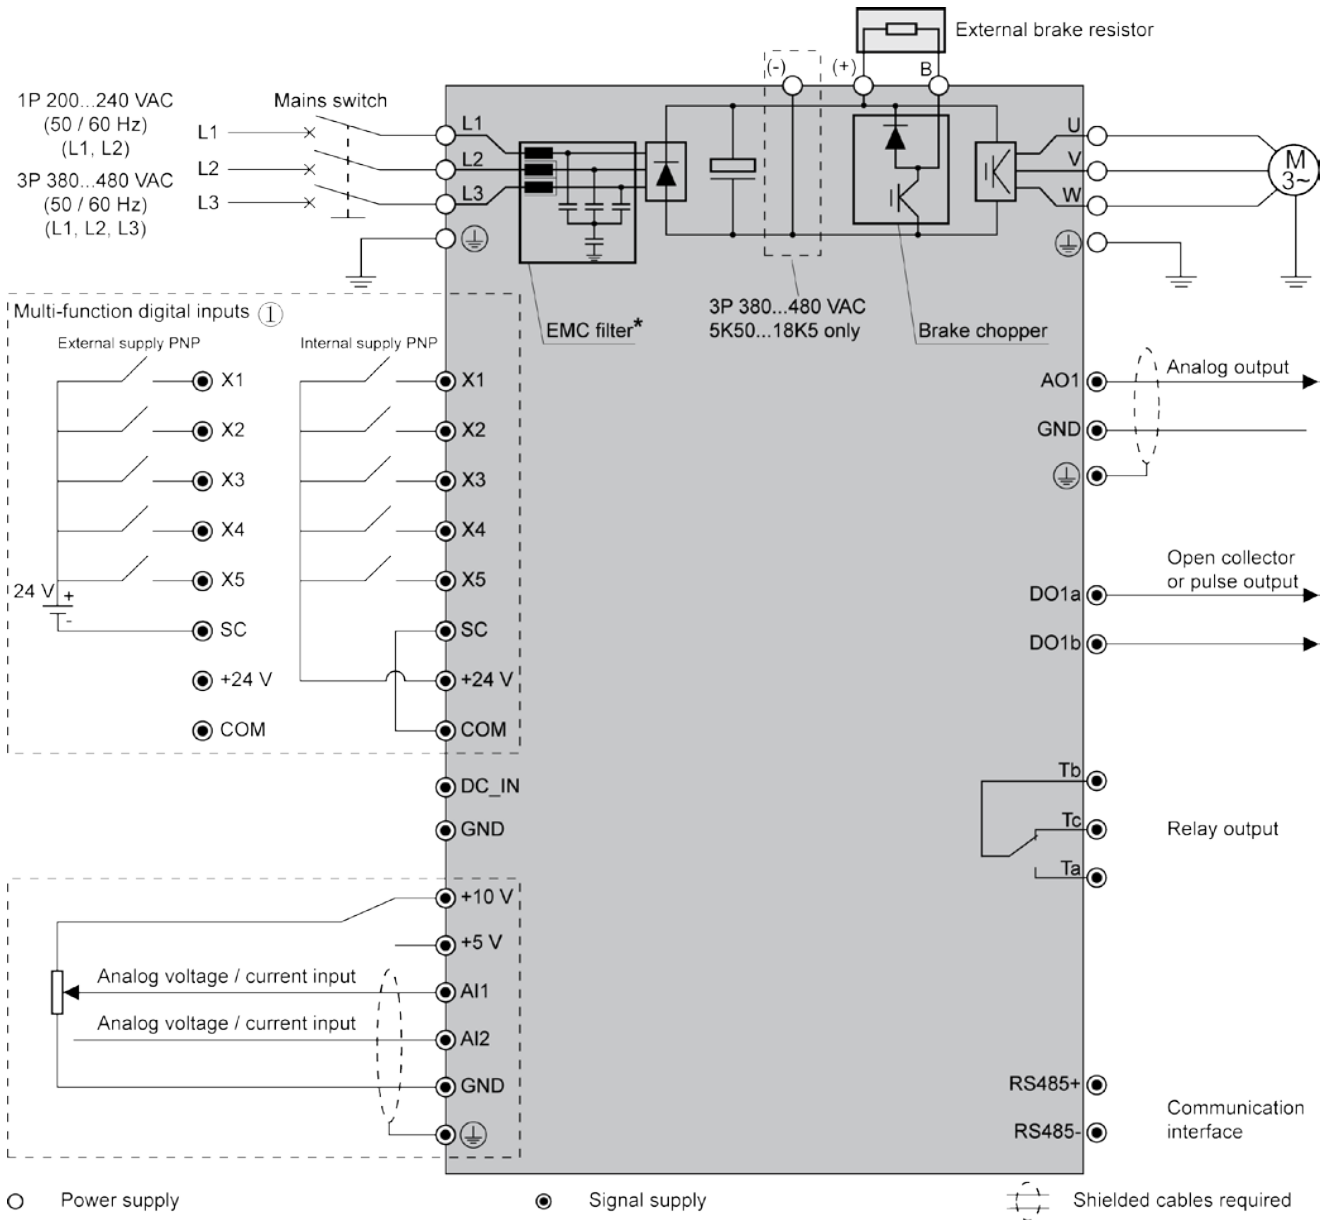 External brake resistor
(-)
(+)
B
1P 200...240 VAC
(50 / 60 Hz)
(L1, L2)
3P 380...480 VAC
(50 / 60 Hz)
(L1, L2, L3)
Mains switch
L1
L2
L3
L1
L2
L3
U
V
W
M
3~
EMC filter*
3P 380...480 VAC
5K50...18K5 only
Brake chopper
Multi-function digital inputs ①
External supply PNP
Internal supply PNP
X1
X2
X3
X4
X5
24 V
+
-
SC
+24 V
COM
X1
X2
X3
X4
X5
SC
+24 V
COM
DC_IN
GND
+10 V
+5 V
Analog voltage / current input
AI1
Analog voltage / current input
AI2
GND
AO1
Analog output
GND
Open collector
or pulse output
DO1a
DO1b
Tb
Tc
Relay output
Ta
RS485+
Communication
interface
RS485-
Power supply
Signal supply
Shielded cables required